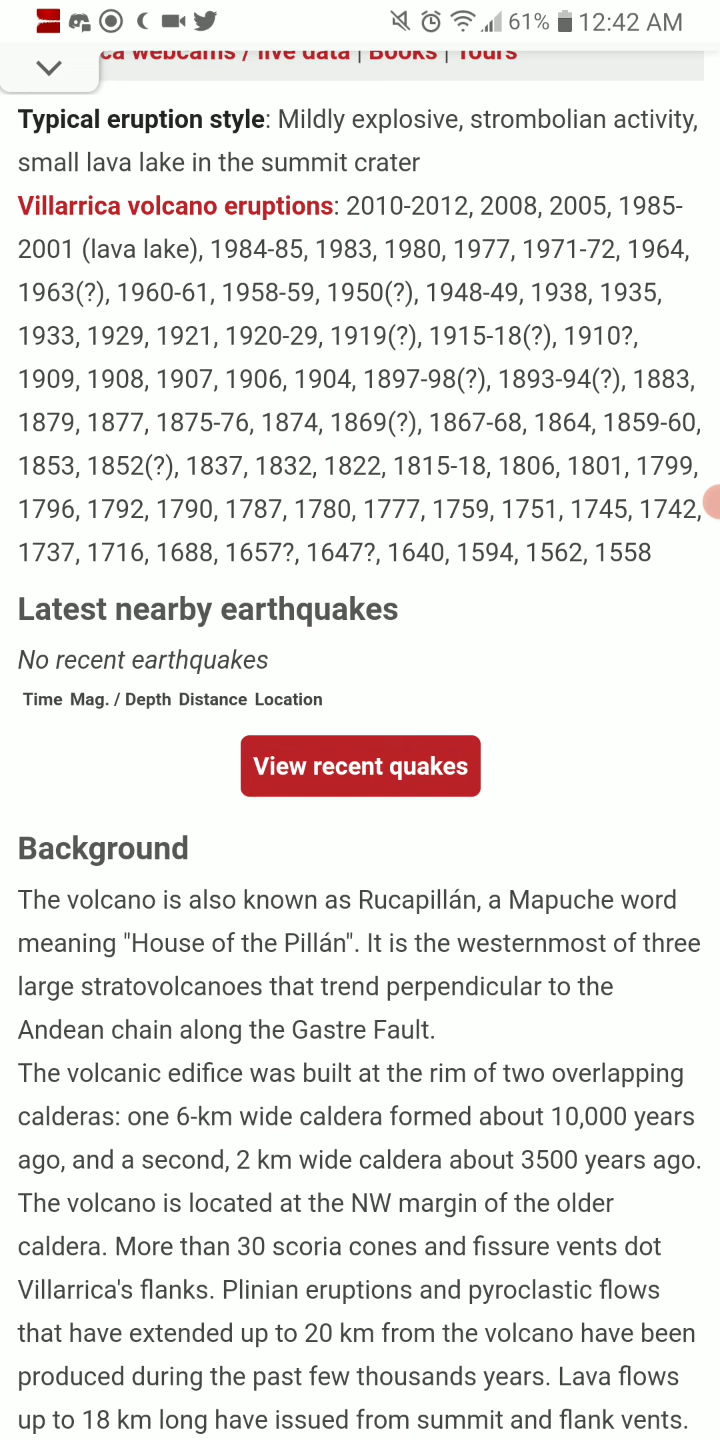 61% 12:42 AM
ca webcams / live data | Books | Tours
Typical eruption style: Mildly explosive, strombolian activity,
small lava lake in the summit crater
Villarrica volcano eruptions: 2010-2012, 2008, 2005, 1985-
2001 (lava lake), 1984-85, 1983, 1980, 1977, 1971-72, 1964,
1963(?), 1960-61, 1958-59, 1950(?), 1948-49, 1938, 1935,
1933, 1929, 1921, 1920-29, 1919(?), 1915-18(?), 1910?,
1909, 1908, 1907, 1906, 1904, 1897-98(?), 1893-94(?), 1883,
1879, 1877, 1875-76, 1874, 1869(?), 1867-68, 1864, 1859-60,
1853, 1852(?), 1837, 1832, 1822, 1815-18, 1806, 1801, 1799,
1796, 1792, 1790, 1787, 1780, 1777, 1759, 1751, 1745, 1742,
1737, 1716, 1688, 1657?, 1647?, 1640, 1594, 1562, 1558
Latest nearby earthquakes
No recent earthquakes
Time Mag. / Depth Distance Location
View recent quakes
Background
The volcano is also known as Rucapillán, a Mapuche word
meaning "House of the Pillán". It is the westernmost of three
large stratovolcanoes that trend perpendicular to the
Andean chain along the Gastre Fault.
The volcanic edifice was built at the rim of two overlapping
calderas: one 6-km wide caldera formed about 10,000 years
ago, and a second, 2 km wide caldera about 3500 years ago.
The volcano is located at the NW margin of the older
caldera. More than 30 scoria cones and fissure vents dot
Villarrica's flanks. Plinian eruptions and pyroclastic flows
that have extended up to 20 km from the volcano have been
produced during the past few thousands years. Lava flows
up to 18 km long have issued from summit and flank vents.